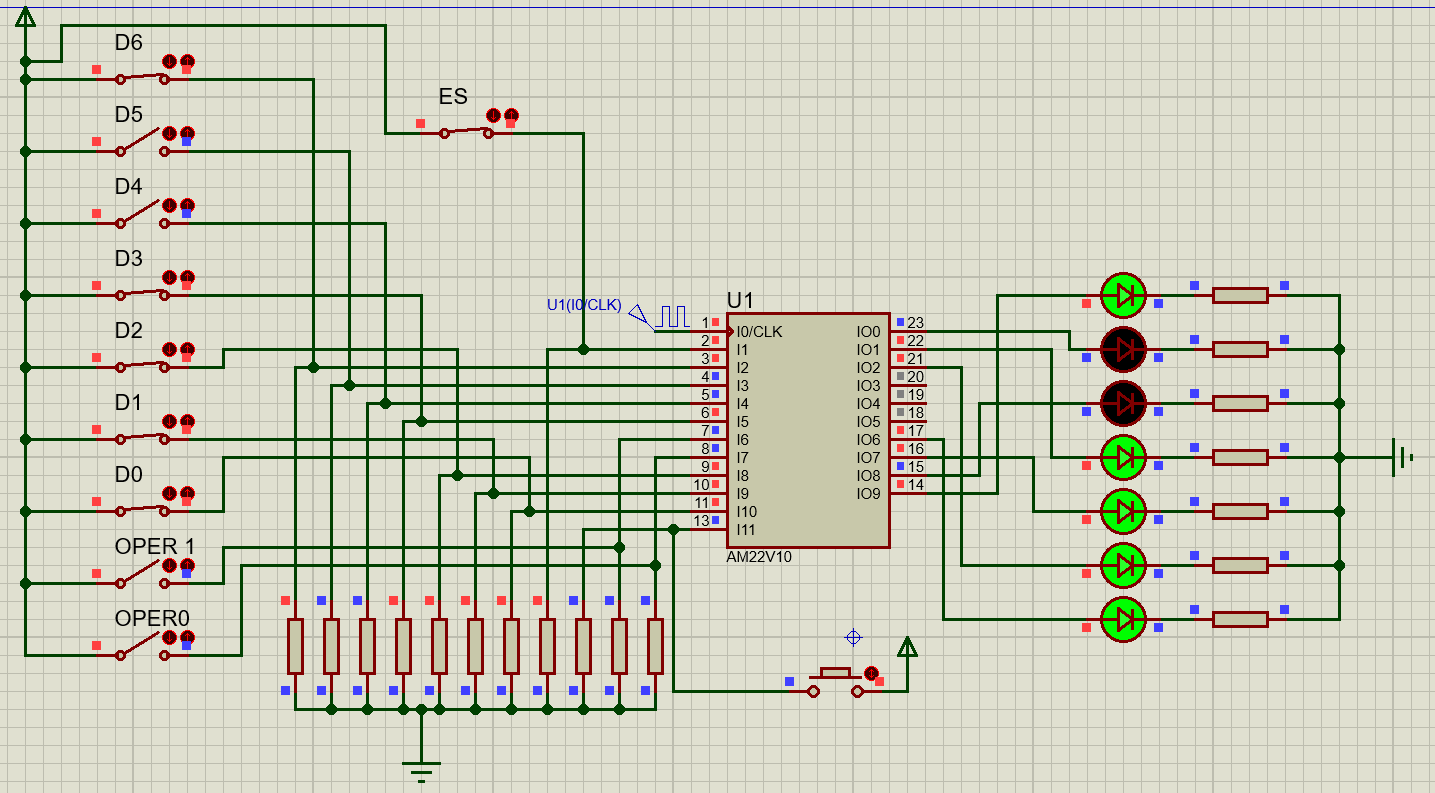 D6
D5
D4
D3
D2
D1
D0
OPER 1
OPER0
ES
U1(I0/CLK)
U1
1 I0/CLK IO0 23
2 I1 IO1 22
3 I2 IO2 21
4 I3 IO3 20
5 I4 IO4 19
6 I5 IO5 18
7 I6 IO6 17
8 I7 IO7 16
9 I8 IO8 15
10 I9 IO9 14
11 I10
13 I11
AM22V10